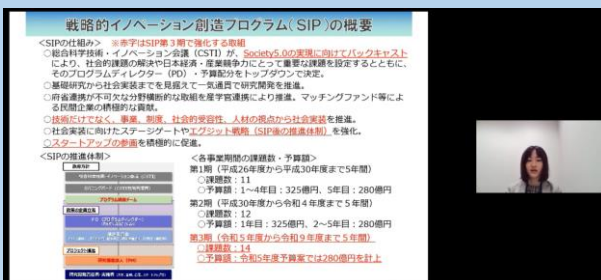 戦略的イノベーション創造プログラム(SIP)の概要
<SIPの仕組み> ※赤字はSIP第3期で強化する取組
○総合科学技術・イノベーション会議(CSTI)が、Society5.0の実現に向けてバックキャスト
により、社会的課題の解決や日本経済・産業競争力にとって重要な課題を設定するとともに、
そのプログラムディレクター(PD)・予算配分をトップダウンで決定。
○基礎研究から社会実装までを見据えて一気通貫で研究開発を推進。
○府省連携が不可欠な分野横断的な取組を産学官連携により推進。マッチングファンド等によ
る民間企業の積極的な貢献。
○技術だけでなく、事業、制度、社会的受容性、人材の視点から社会実装を推進。
○社会実装に向けたステージゲートやエグジット戦略(SIP後の推進体制)を強化。
○スタートアップの参画を積極的に促進。
<SIPの推進体制>
<各事業期間の課題数・予算額>
第1期(平成26年度から平成30年度まで5年間)
○課題数:11
○予算額:1~4年目:325億円、5年目:280億円
第2期(平成30年度から令和4年度まで5年間)
○課題数:12
○予算額:1年目:325億円、2~5年目:280億円
第3期(令和5年度から令和9年度まで5年間)
○課題数:14
○予算額:令和5年度予算案では280億円を計上